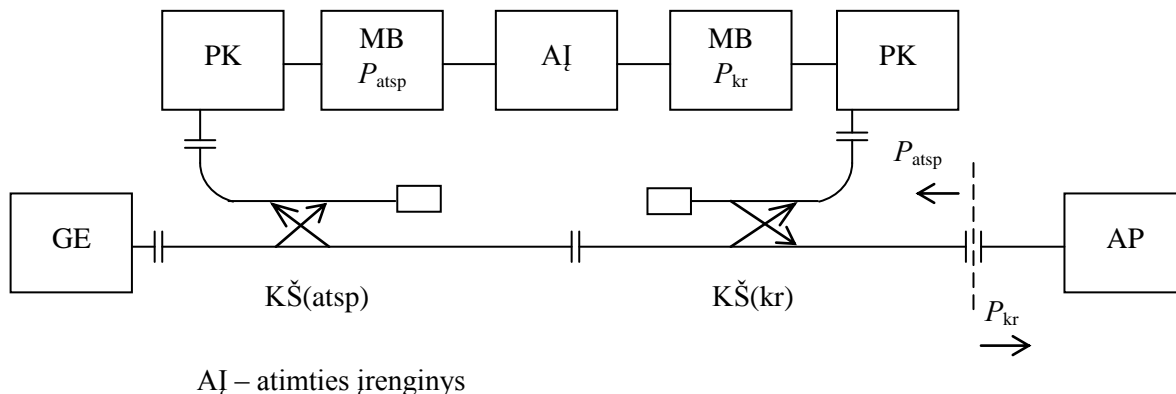 PK
MB
P_atsp
AĮ
MB
P_kr
PK
P_atsp
GE
AP
KŠ(atsp)
KŠ(kr)
P_kr
AĮ – atimties įrenginys